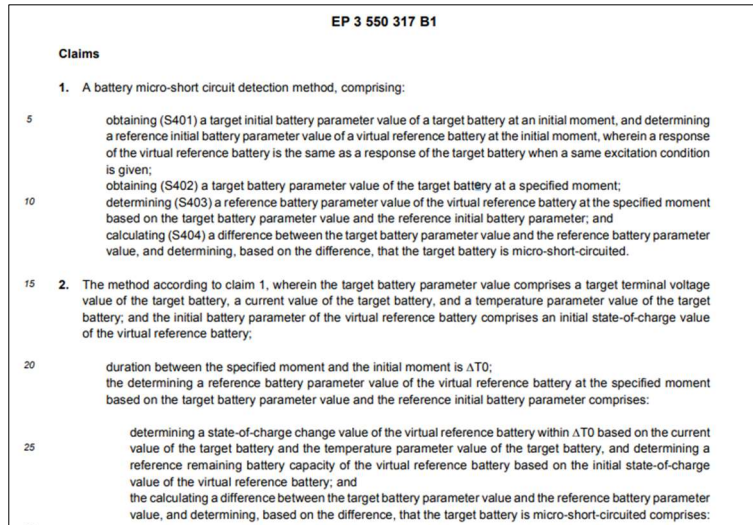 EP 3 550 317 B1
Claims
1. A battery micro-short circuit detection method, comprising:
5 obtaining (S401) a target initial battery parameter value of a target battery at an initial moment, and determining
a reference initial battery parameter value of a virtual reference battery at the initial moment, wherein a response
of the virtual reference battery is the same as a response of the target battery when a same excitation condition
is given;
obtaining (S402) a target battery parameter value of the target battery at a specified moment;
10 determining (S403) a reference battery parameter value of the virtual reference battery at the specified moment
based on the target battery parameter value and the reference initial battery parameter; and
calculating (S404) a difference between the target battery parameter value and the reference battery parameter
value, and determining, based on the difference, that the target battery is micro-short-circuited.
15 2. The method according to claim 1, wherein the target battery parameter value comprises a target terminal voltage
value of the target battery, a current value of the target battery, and a temperature parameter value of the target
battery; and the initial battery parameter of the virtual reference battery comprises an initial state-of-charge value
of the virtual reference battery;
20 duration between the specified moment and the initial moment is ΔT0;
the determining a reference battery parameter value of the virtual reference battery at the specified moment
based on the target battery parameter value and the reference initial battery parameter comprises:
determining a state-of-charge change value of the virtual reference battery within ΔT0 based on the current
25 value of the target battery and the temperature parameter value of the target battery, and determining a
reference remaining battery capacity of the virtual reference battery based on the initial state-of-charge
value of the virtual reference battery; and
the calculating a difference between the target battery parameter value and the reference battery parameter
value, and determining, based on the difference, that the target battery is micro-short-circuited comprises: